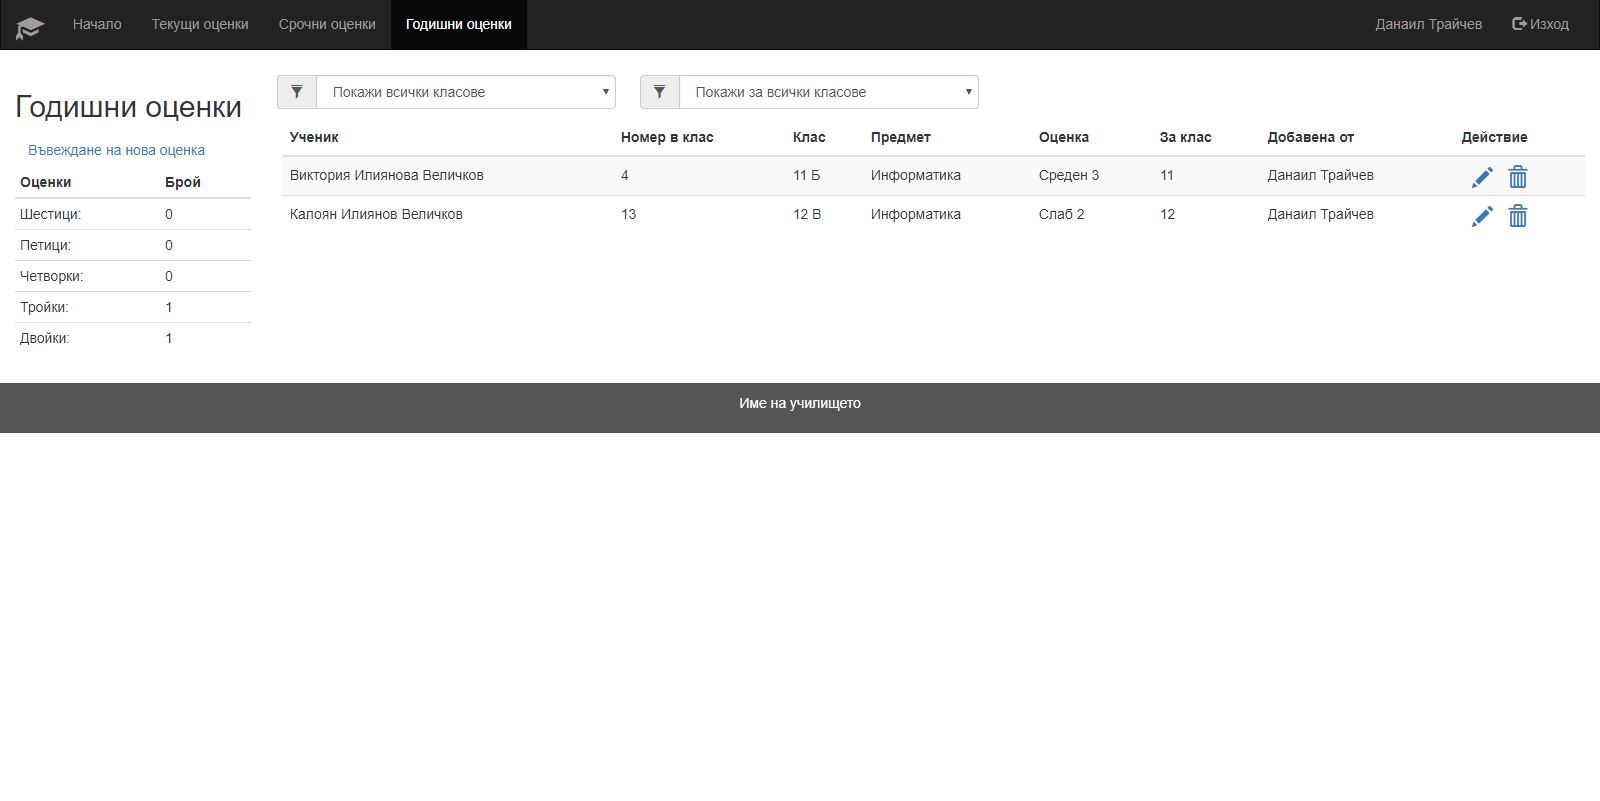 Начало Текущи оценки Срочни оценки Годишни оценки Данаил Трайчев Изход
Покажи всички класове Покажи за всички класове
Годишни оценки
Въвеждане на нова оценка
Оценки Брой
Шестици: 0
Петици: 0
Четворки: 0
Тройки: 1
Двойки: 1
Ученик Номер в клас Клас Предмет Оценка За клас Добавена от Действие
Виктория Илиянова Величков 4 11 Б Информатика Среден 3 11 Данаил Трайчев
Калоян Илиянов Величков 13 12 В Информатика Слаб 2 12 Данаил Трайчев
Име на училището